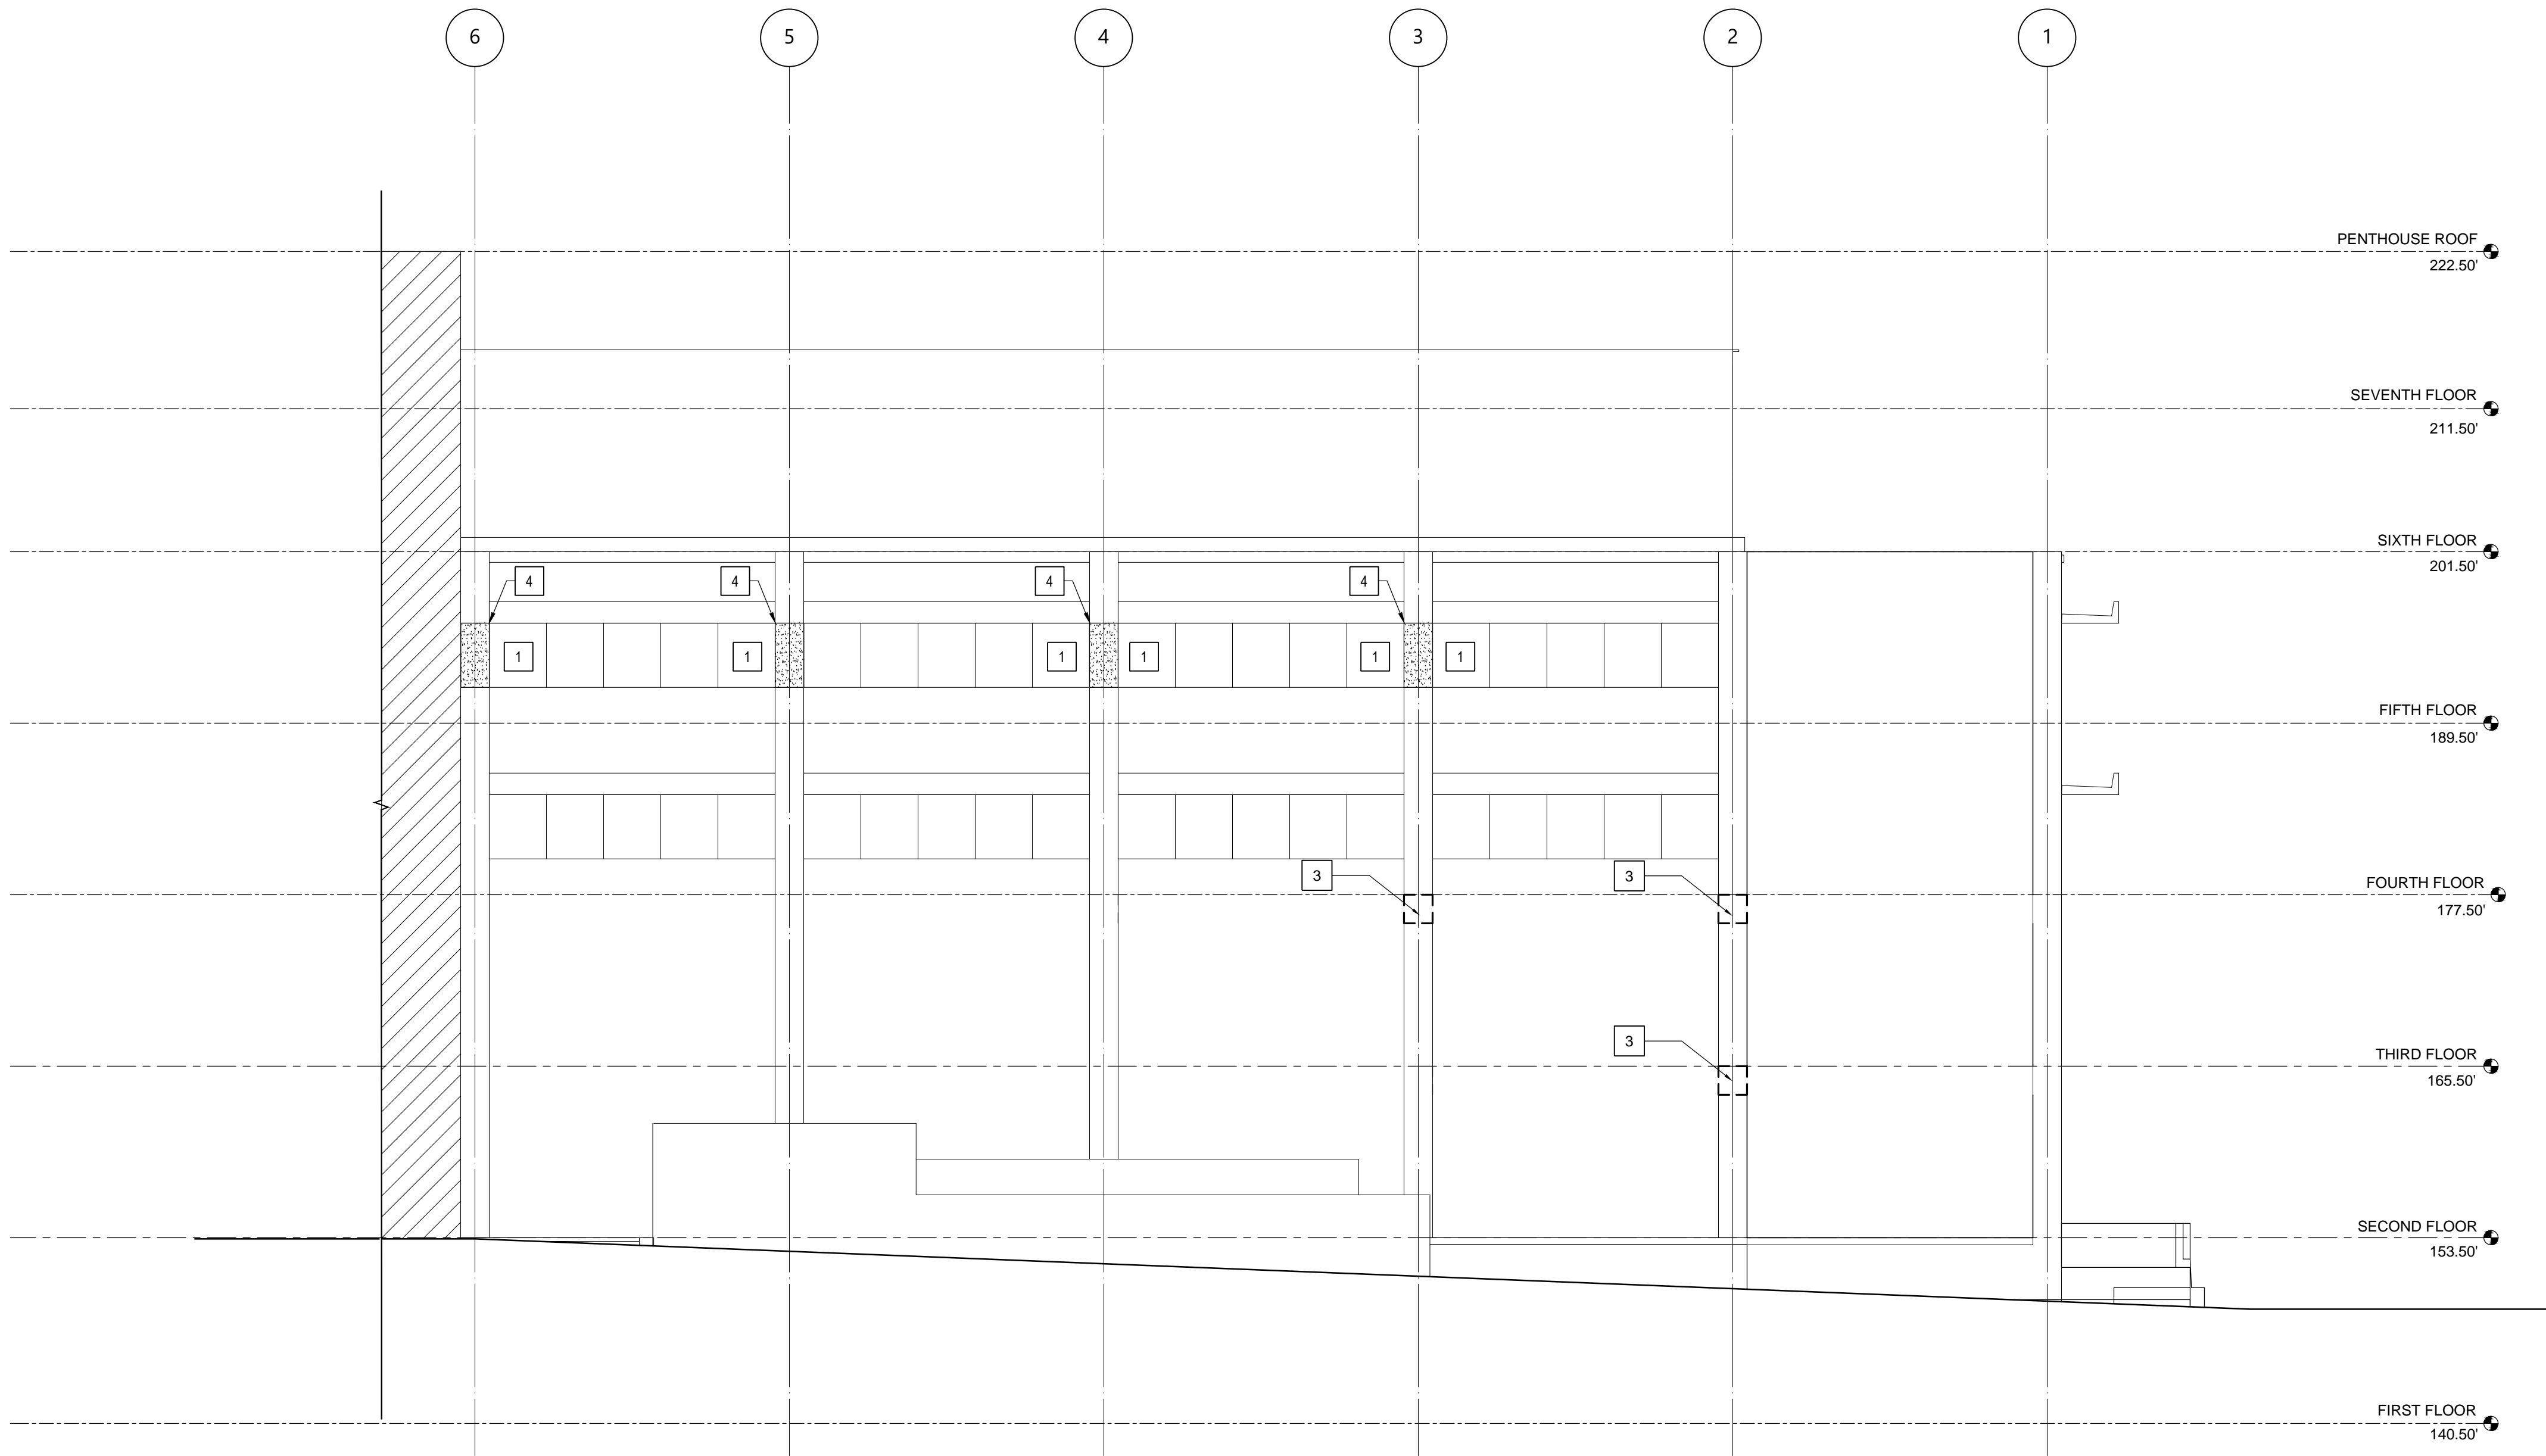 6 5 4 3 2 1
PENTHOUSE ROOF
222.50'
SEVENTH FLOOR
211.50'
SIXTH FLOOR
201.50'
4 4 4 4
1 1 1 1 1 1
FIFTH FLOOR
189.50'
3 3
FOURTH FLOOR
177.50'
3
THIRD FLOOR
165.50'
SECOND FLOOR
153.50'
FIRST FLOOR
140.50'